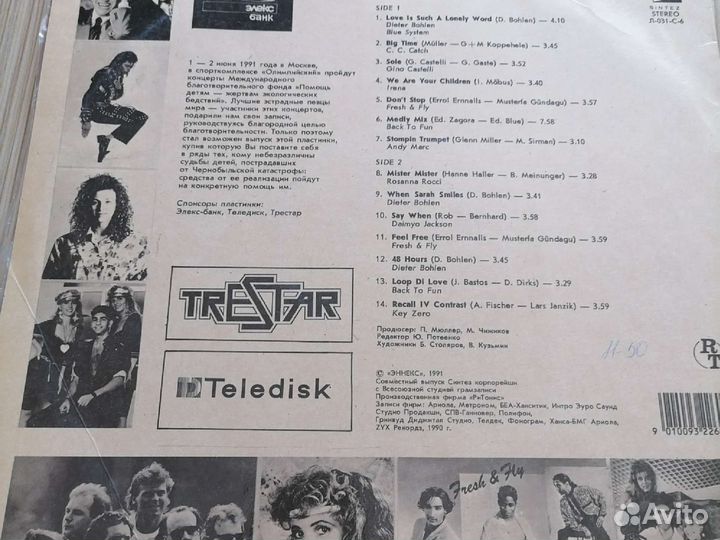 элекс
банк
1 — 2 июня 1991 года в Москве,
в спорткомплексе «Олимпийский» пройдут
концерты Международного
благотворительного фонда «Помощь
детям — жертвам экологических
бедствий». Лучшие эстрадные певцы
мира — участники этих концертов,
подарили нам свои записи,
руководствуясь благородной целью
благотворительности. Только поэтому
стал возможен выпуск этой пластинки,
купив которую Вы поставите себя
в ряды тех, кому небезразличны
судьбы детей, пострадавших
от Чернобыльской катастрофы:
средства от ее реализации пойдут
на конкретную помощь им.
Спонсоры пластинки:
Элекс-банк, Теледиск, Трестар
TRESTAR
Teledisk
SINTEZ
STEREO
Л-031-С-6
SIDE 1
1. Love Is Such A Lonely Word (D. Bohlen) — 4.10
Dieter Bohlen
Blue System
2. Big Time (Müller — G + M Koppehele) — 3.45
C. C. Catch
3. Sole (G. Castelli — G. Gaste) — 3.52
Gino Castelli
4. We Are Your Children (I. Möbus) — 3.40
Irena
5. Don't Stop (Errol Ernnalls — Musterfa Gündagu) — 3.57
Fresh & Fly
6. Medly Mix (Ed. Zagora — Ed. Blue) — 7.58
Back To Fun
7. Stompin Trumpet (Glenn Miller — M. Sirman) — 3.10
Andy Marc
SIDE 2
8. Mister Mister (Hanne Haller — B. Meinunger) — 3.28
Rosanna Rocci
9. When Sarah Smiles (D. Bohlen) — 3.41
Dieter Bohlen
10. Say When (Rob — Bernhard) — 3.58
Daimyo Jackson
11. Feel Free (Errol Ernnalls — Musterfa Gündagu) — 3.59
Fresh & Fly
12. 48 Hours (D. Bohlen) — 3.45
Dieter Bohlen
13. Loop Di Love (J. Bastos — D. Dirks) — 3.29
Back To Fun
14. Recall IV Contrast (A. Fischer — Lars Janzik) — 3.59
Key Zero
Продюсер: П. Мюллер, М. Чижиков
Редактор Ю. Потеенко
Художники Б. Столяров, В. Кузьмин
11-50
© «ЭННЕКС», 1991
Совместный выпуск Синтез корпорейшн
с Всесоюзной студией грамзаписи
Производственная фирма «РиТонис»
Записи фирм: Ариола, Метроном, БЕА-Ханситик, Интро Эуро Саунд
Студио Продакшн, СПВ-Ганновер, Полифон,
Гринвуд Диджитал Студио, Телдек, Фонограм, Ханса-БМГ Ариола,
ZYX Рекордз, 1990 г.
9 010093 226
Fresh & Fly
Avito